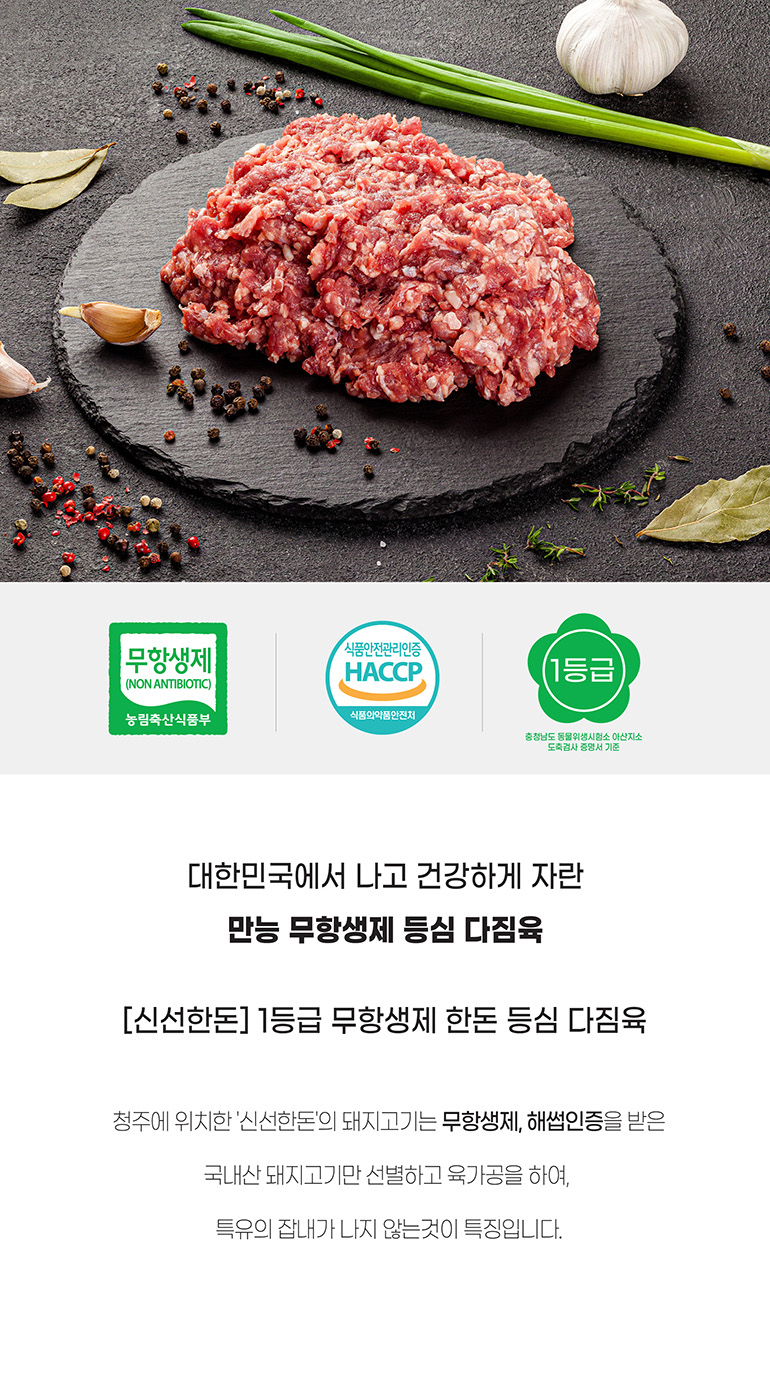 무항생제
(NON ANTIBIOTIC)
농림축산식품부
식품안전관리인증
HACCP
식품의약품안전처
1등급
충청남도 동물위생시험소 아산지소
도축검사 증명서 기준
대한민국에서 나고 건강하게 자란
만능 무항생제 등심 다짐육
[신선한돈] 1등급 무항생제 한돈 등심 다짐육
청주에 위치한 '신선한돈'의 돼지고기는 무항생제, 해썹인증을 받은
국내산 돼지고기만 선별하고 육가공을 하여,
특유의 잡내가 나지 않는것이 특징입니다.